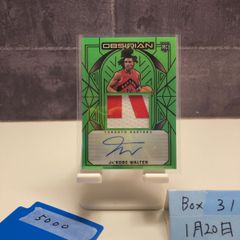 OBSIDIAN
RC
TORONTO RAPTORS
JA'KOBE WALTER
5000
Box 31
1月20日